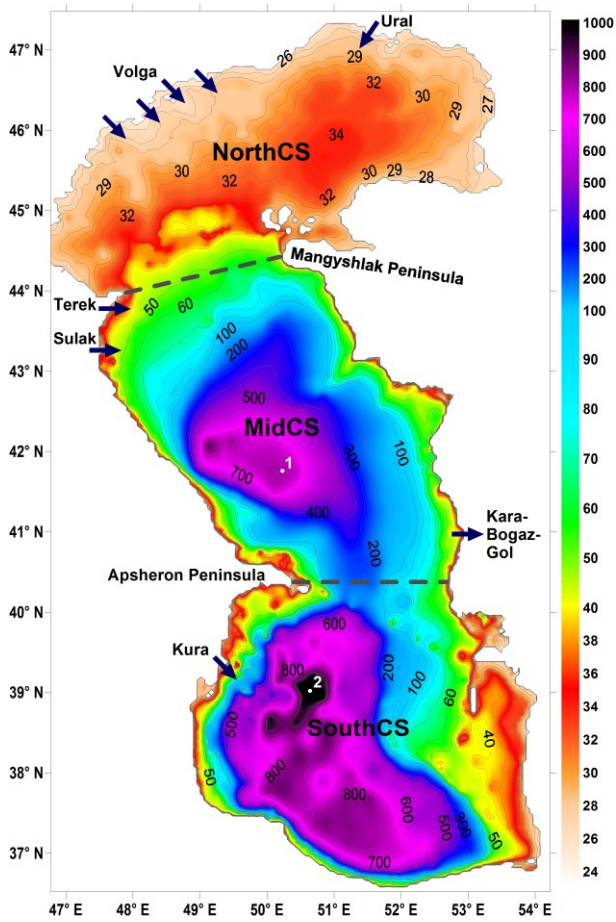 47° N
46° N
45° N
44° N
43° N
42° N
41° N
40° N
39° N
38° N
37° N
47° E
48° E
49° E
50° E
51° E
52° E
53° E
54° E
Ural
Volga
26
29
32
30
29
27
34
NorthCS
30
29
32
32
32
30
29
28
Mangyshlak Peninsula
Terek
50
60
Sulak
100
200
500
MidCS
1
700
300
100
400
200
Kara-
Bogaz-
Gol
Apsheron Peninsula
600
Kura
800
2
200
100
60
500
SouthCS
40
50
800
800
600
500
300
50
700
1000
900
800
700
600
500
400
300
200
100
90
80
70
60
50
40
38
36
34
32
30
28
26
24